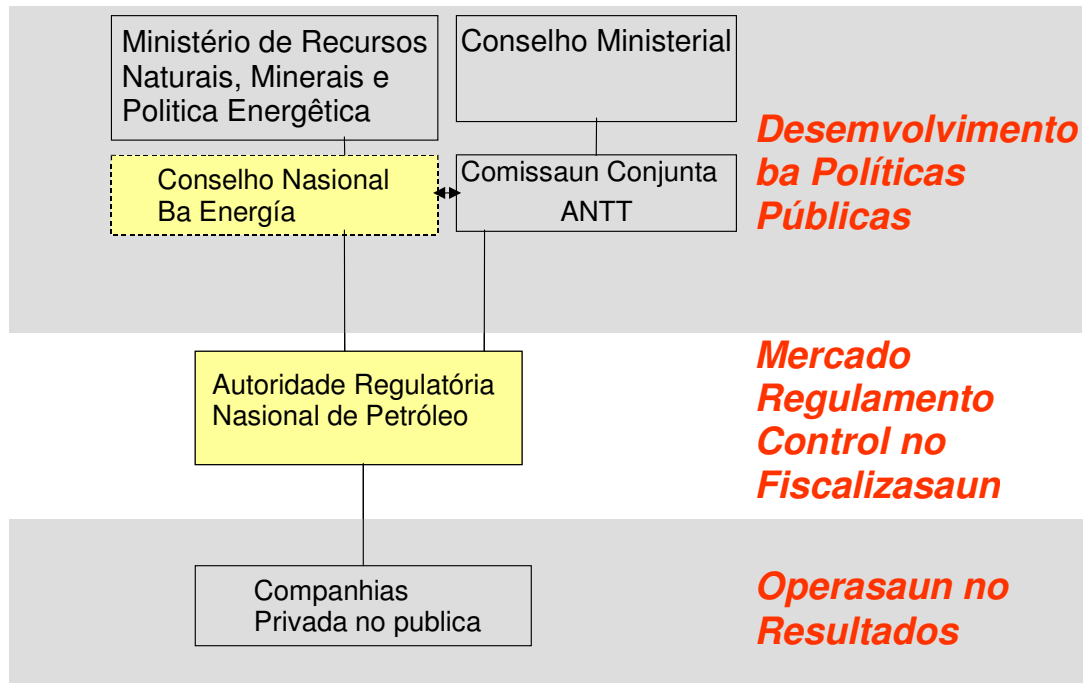 Ministério de Recursos
Naturais, Minerais e
Politica Energêtica
Conselho Ministerial
Desemvolvimento
ba Políticas
Públicas
Conselho Nasional
Ba Energía
Comissaun Conjunta
ANTT
Autoridade Regulatória
Nasional de Petróleo
Mercado
Regulamento
Control no
Fiscalizasaun
Companhias
Privada no publica
Operasaun no
Resultados